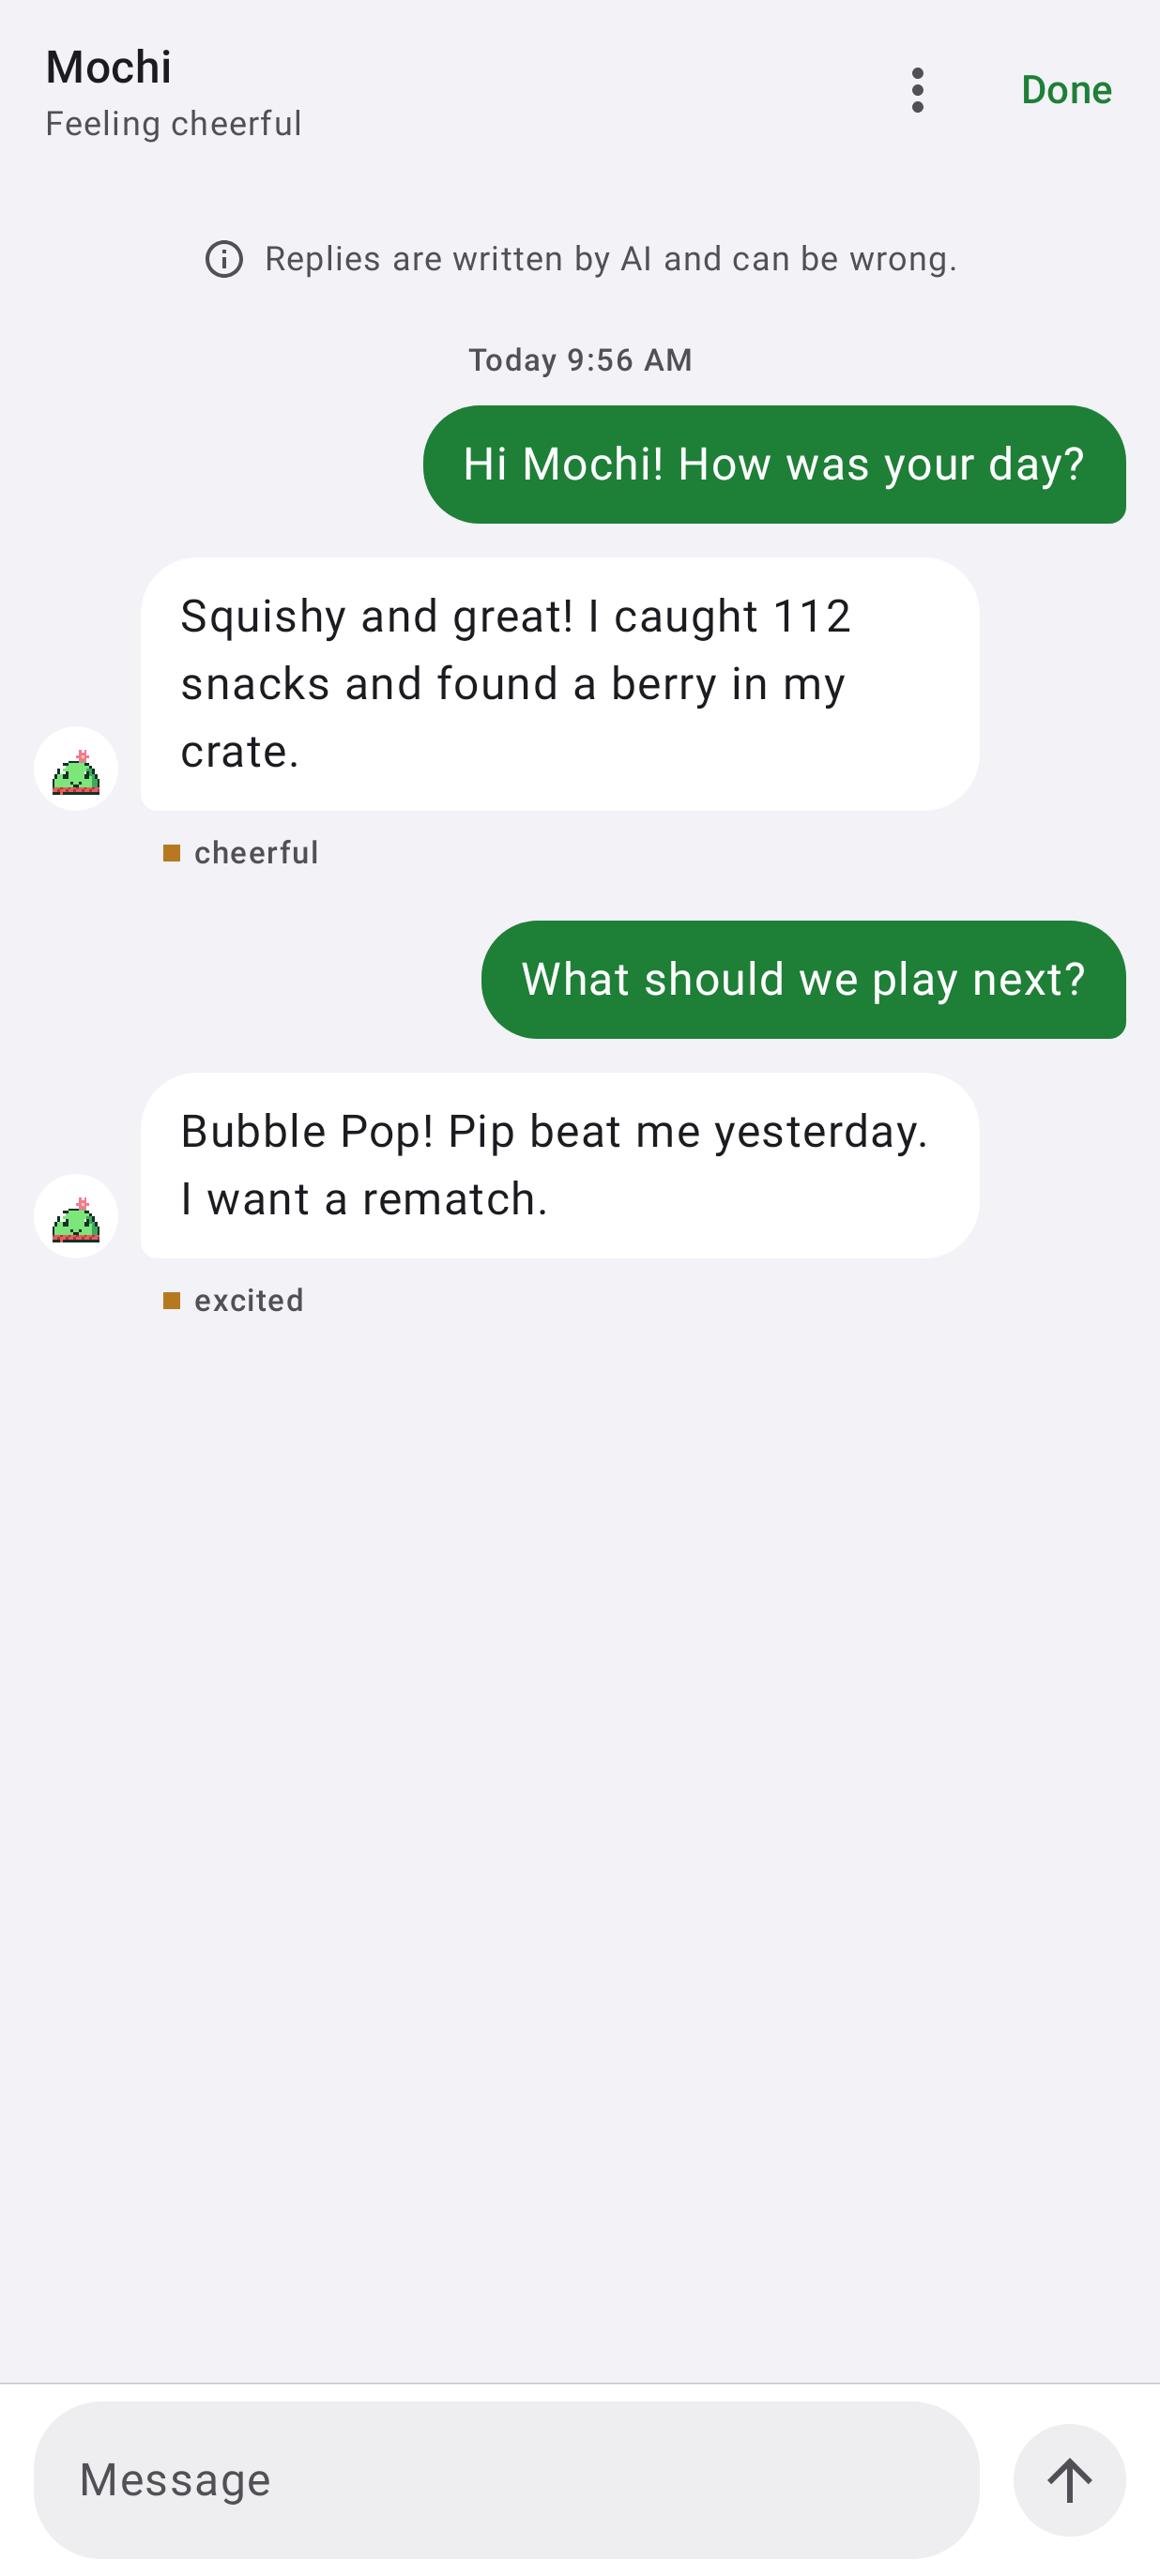 Mochi
Feeling cheerful
Done
Replies are written by AI and can be wrong.
Today 9:56 AM
Hi Mochi! How was your day?
Squishy and great! I caught 112
snacks and found a berry in my
crate.
cheerful
What should we play next?
Bubble Pop! Pip beat me yesterday.
I want a rematch.
excited
Message